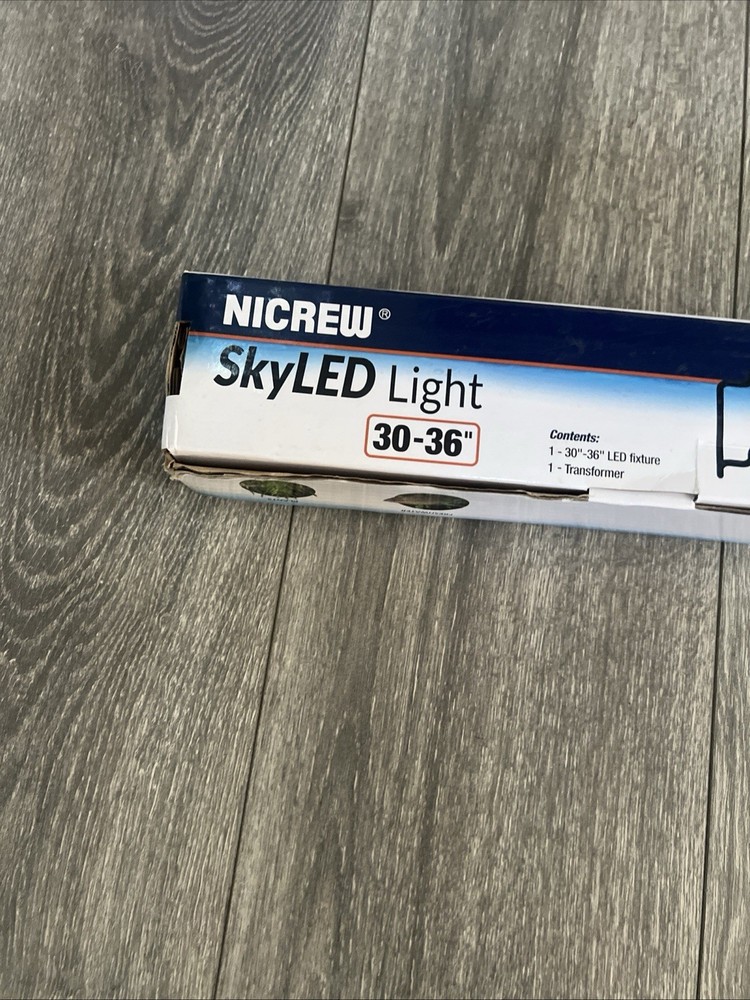 NICREW®
SkyLED Light
30-36"
Contents:
1 - 30"-36" LED fixture
1 - Transformer